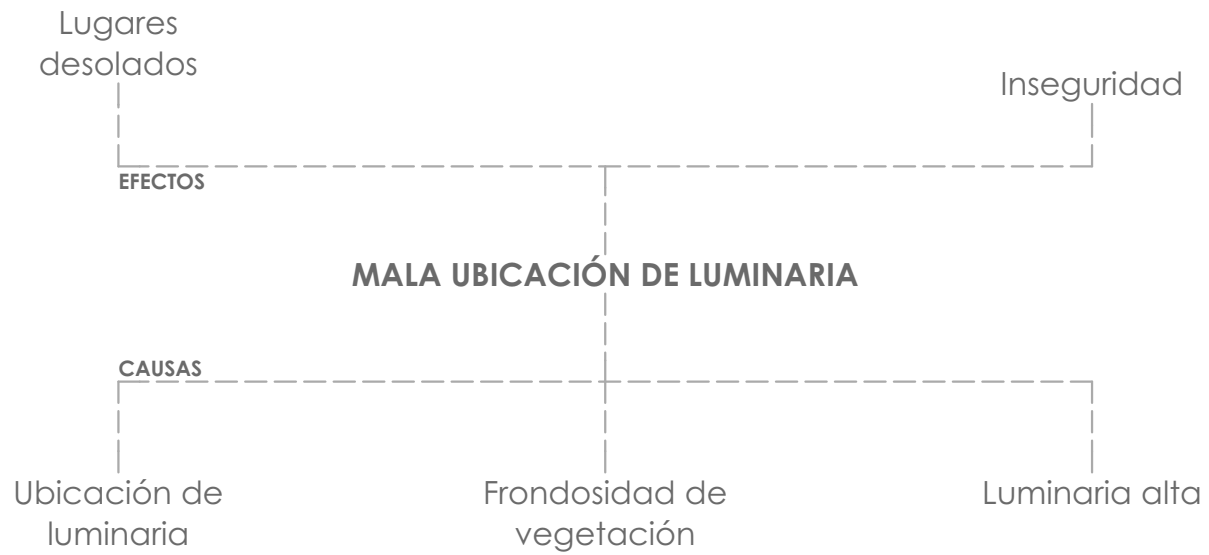 Lugares
desolados
Inseguridad
EFECTOS
MALA UBICACIÓN DE LUMINARIA
CAUSAS
Ubicación de
luminaria
Frondosidad de
vegetación
Luminaria alta